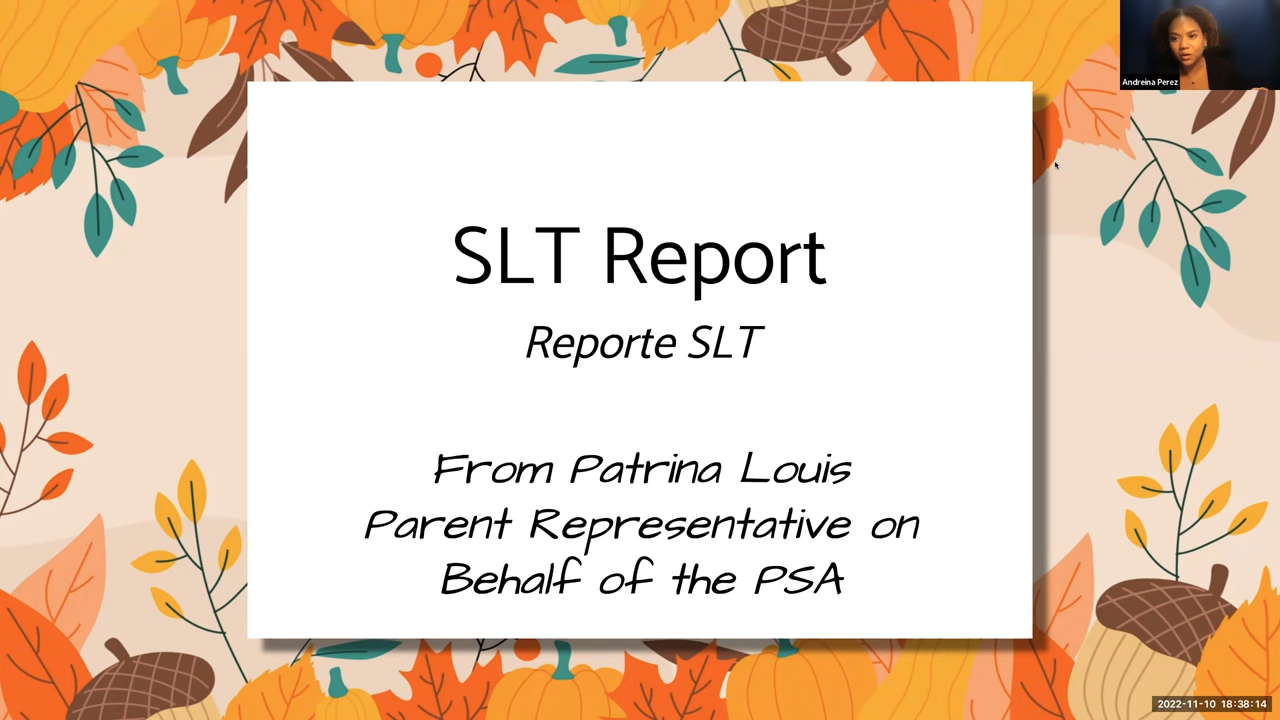 Andreina Perez
SLT Report
Reporte SLT
From Patrina Louis
Parent Representative on
Behalf of the PSA
2022-11-10 18:38:14